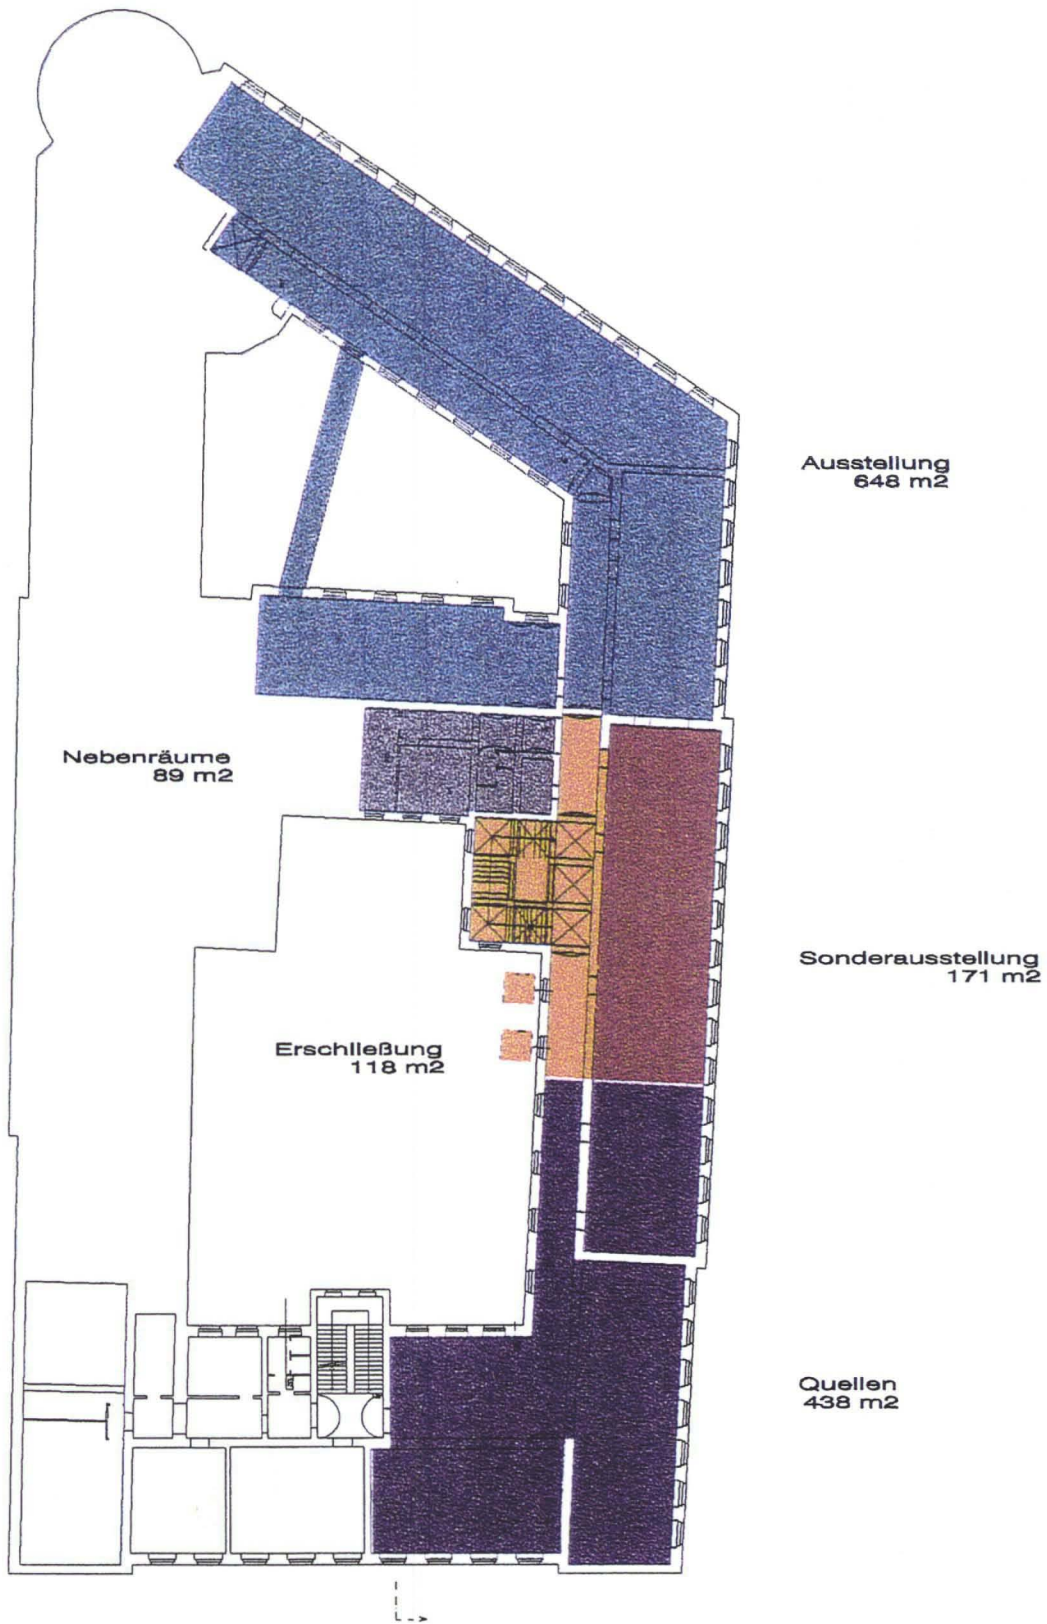 Ausstellung
648 m2
Nebenräume
89 m2
Sonderausstellung
171 m2
Erschließung
118 m2
Quellen
438 m2